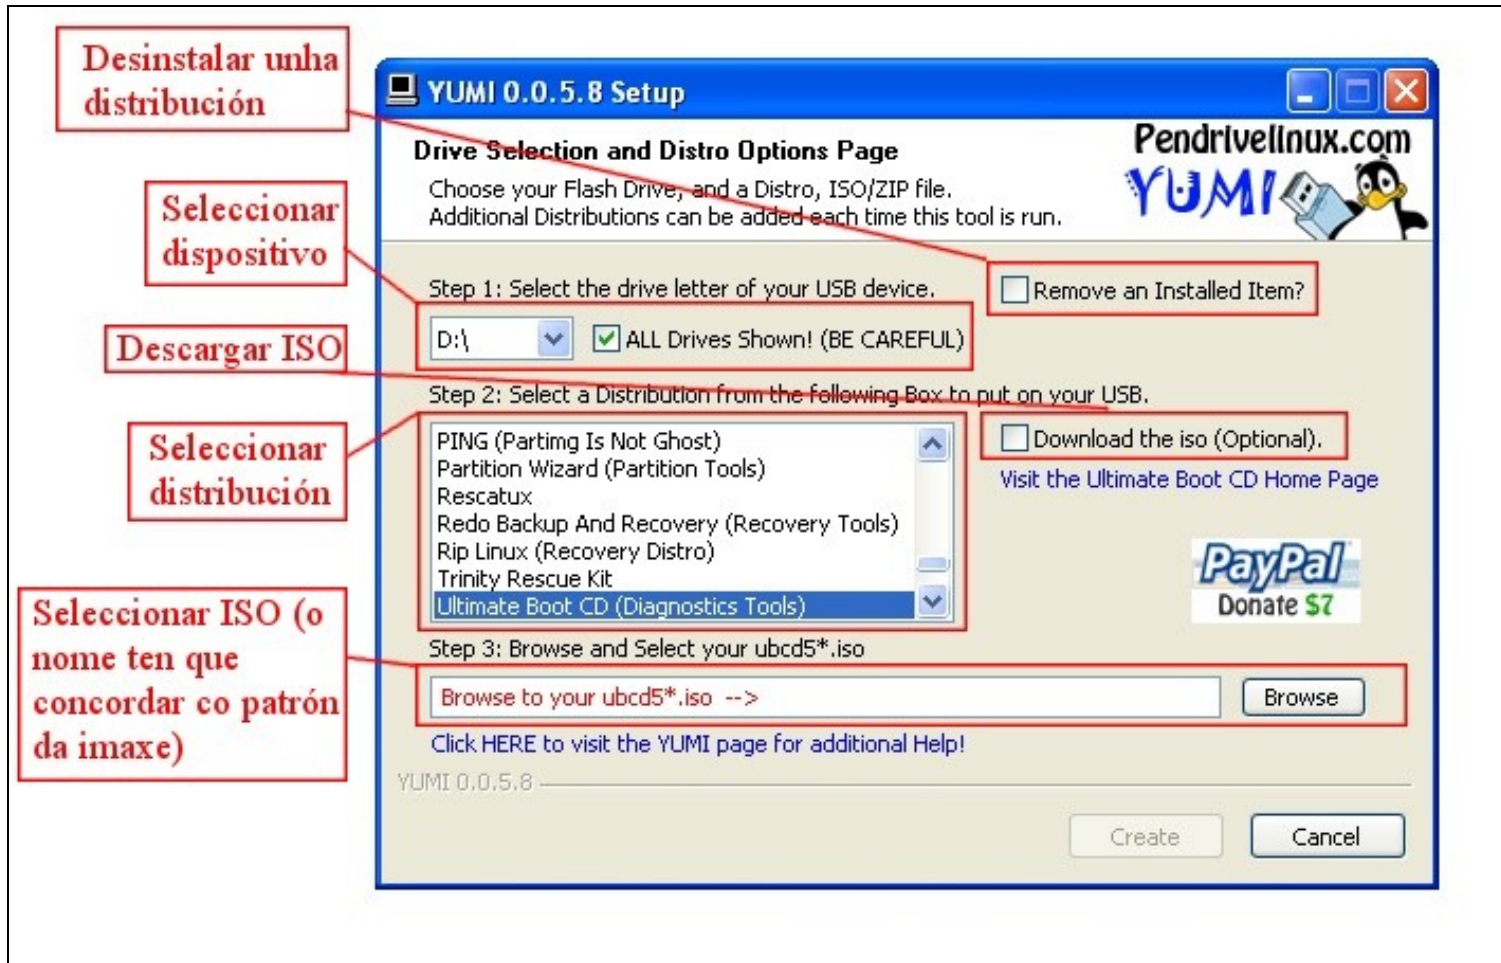 Desinstalar unha
distribución
Seleccionar
dispositivo
Descargar ISO
Seleccionar
distribución
Seleccionar ISO (o
nome ten que
concordar co patrón
da imaxe)
YUMI 0.0.5.8 Setup
Drive Selection and Distro Options Page
Choose your Flash Drive, and a Distro, ISO/ZIP file.
Additional Distributions can be added each time this tool is run.
Pendrivelinux.com
YUMI
Step 1: Select the drive letter of your USB device.
Remove an Installed Item?
D:\
ALL Drives Shown! (BE CAREFUL)
Step 2: Select a Distribution from the following Box to put on your USB.
PING (Partimg Is Not Ghost)
Partition Wizard (Partition Tools)
Rescatux
Redo Backup And Recovery (Recovery Tools)
Rip Linux (Recovery Distro)
Trinity Rescue Kit
Ultimate Boot CD (Diagnostics Tools)
Download the iso (Optional).
Visit the Ultimate Boot CD Home Page
PayPal
Donate $7
Step 3: Browse and Select your ubcd5*.iso
Browse to your ubcd5*.iso -->
Browse
Click HERE to visit the YUMI page for additional Help!
YUMI 0.0.5.8
Create
Cancel